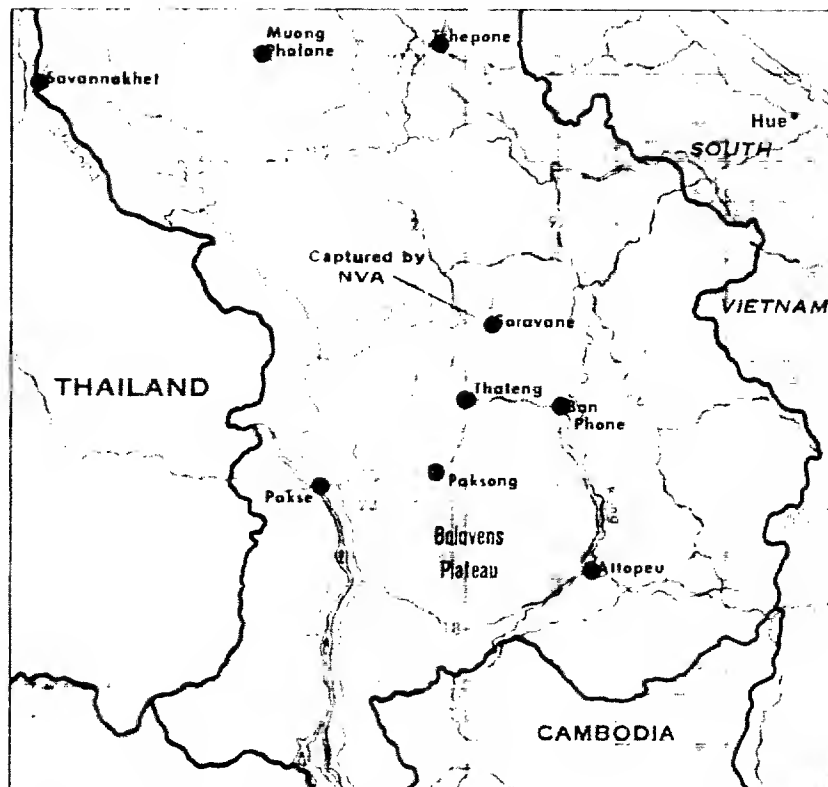 Muong
Phalane
Tchepone
Savannakhet
Hue
SOUTH
Captured by
NVA
VIETNAM
Saravane
THAILAND
Thateng
Ban
Phone
Paksong
Pakse
Bolovens
Plateau
Attopeu
CAMBODIA